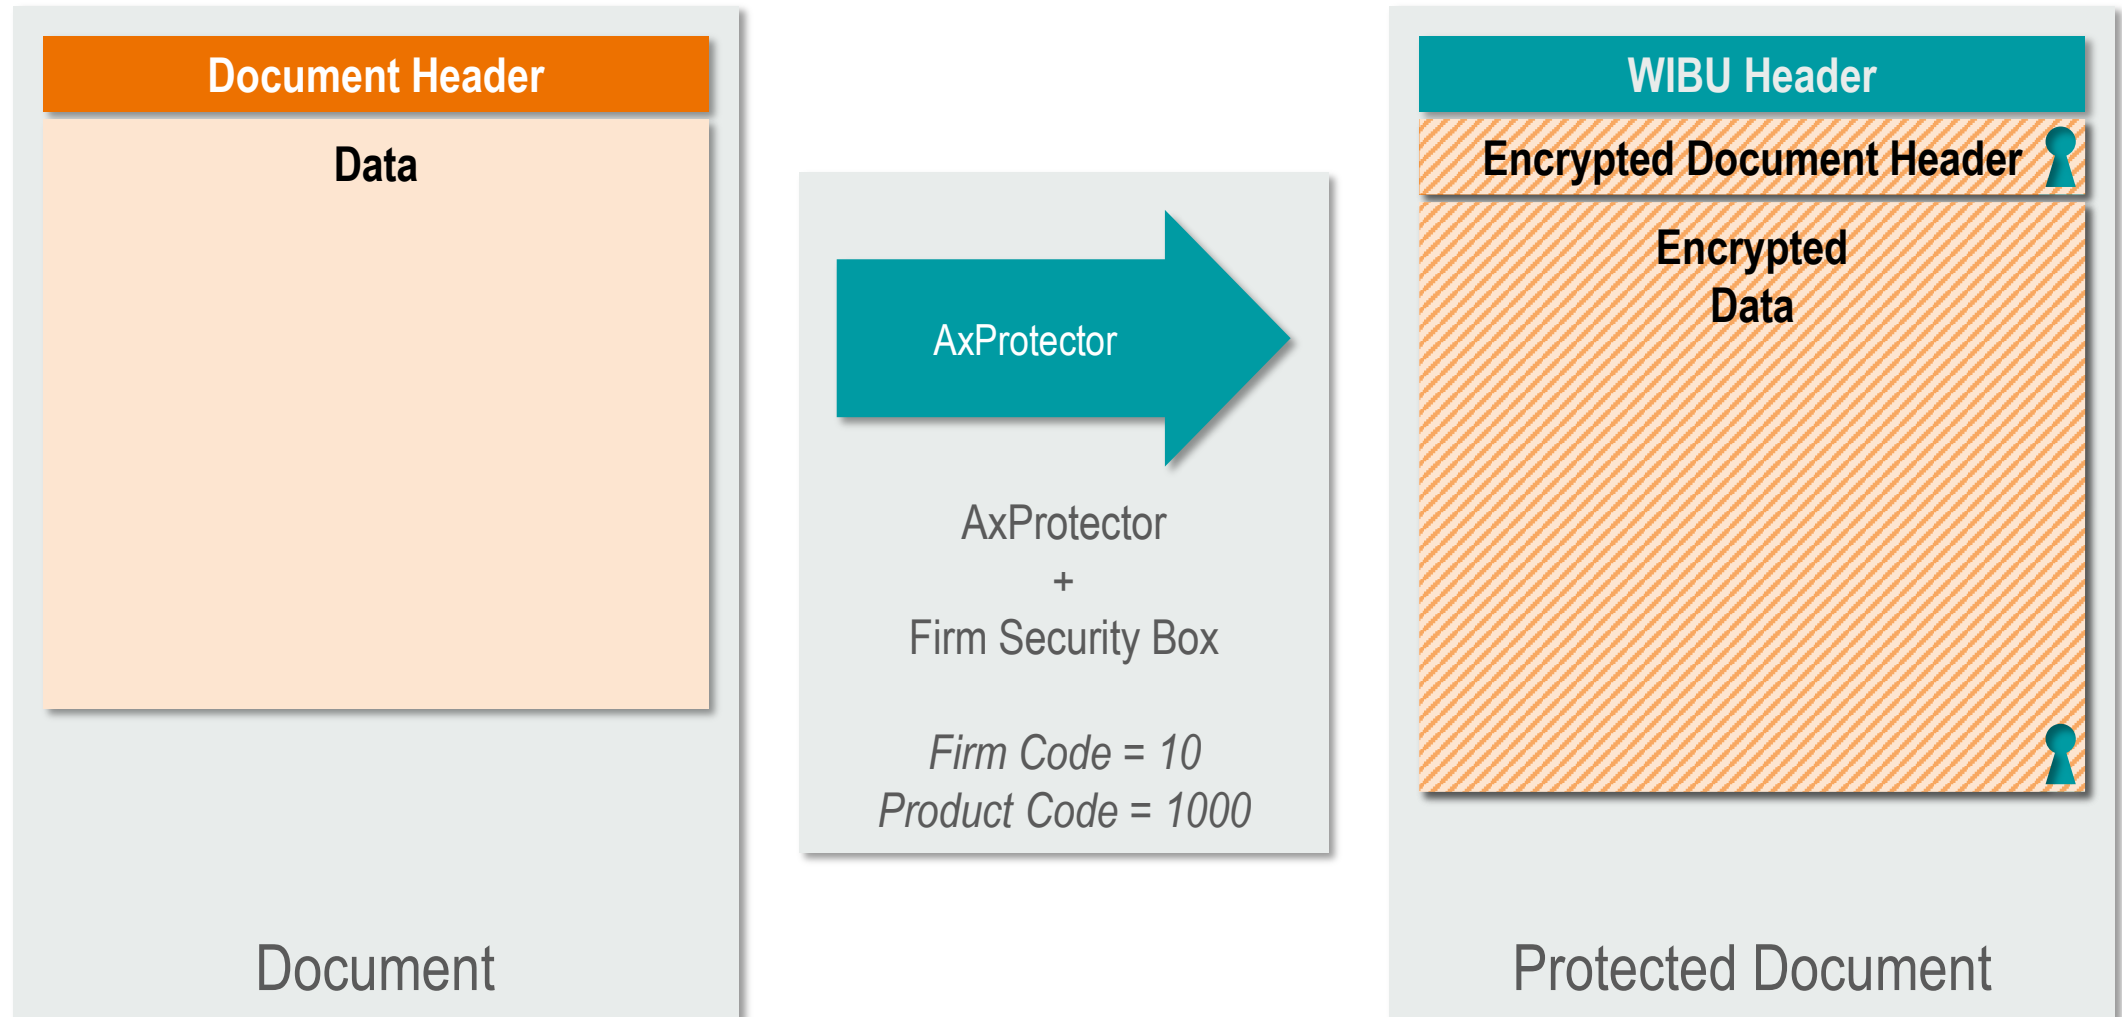 Document Header
Data
Document
AxProtector
AxProtector
+
Firm Security Box
Firm Code = 10
Product Code = 1000
WIBU Header
Encrypted Document Header
Encrypted
Data
Protected Document